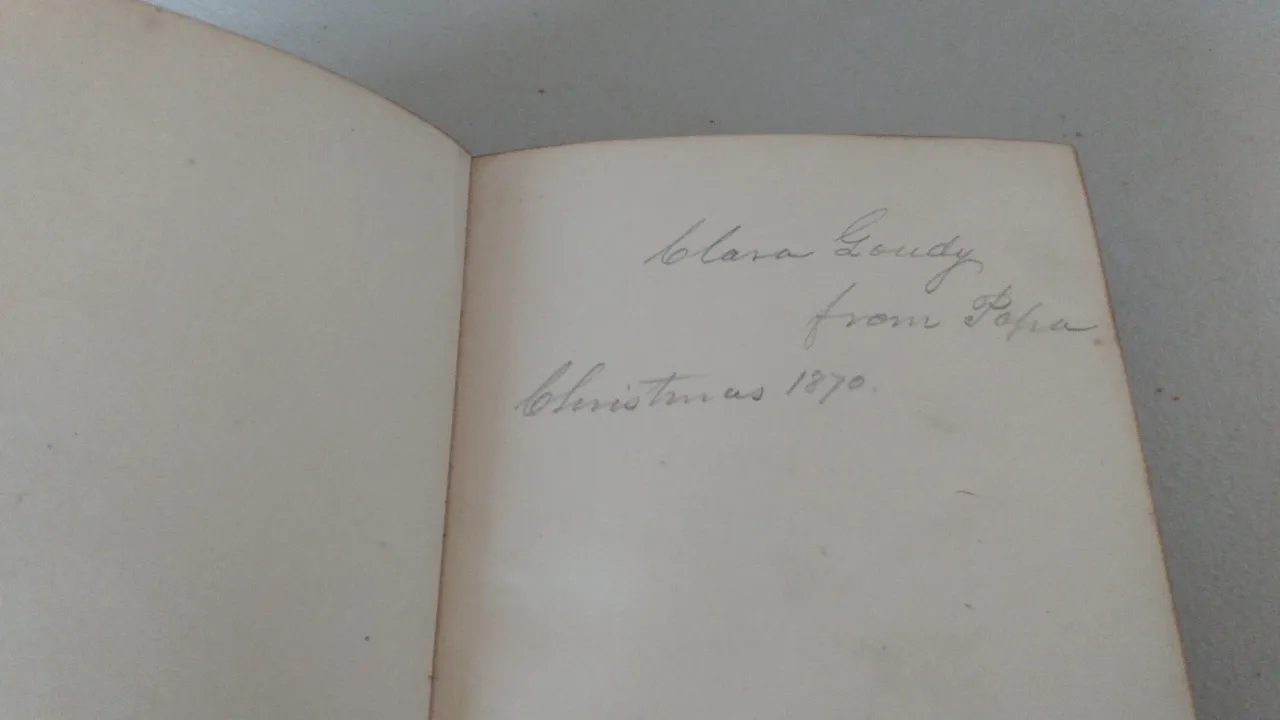 Clara Goudy
from Papa
Christmas 1870.